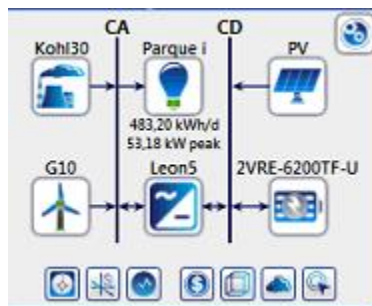 CA CD
Kohl30 Parque i PV
483,20 kWh/d
53,18 kW peak
G10 Leon5 2VRE-6200TF-U